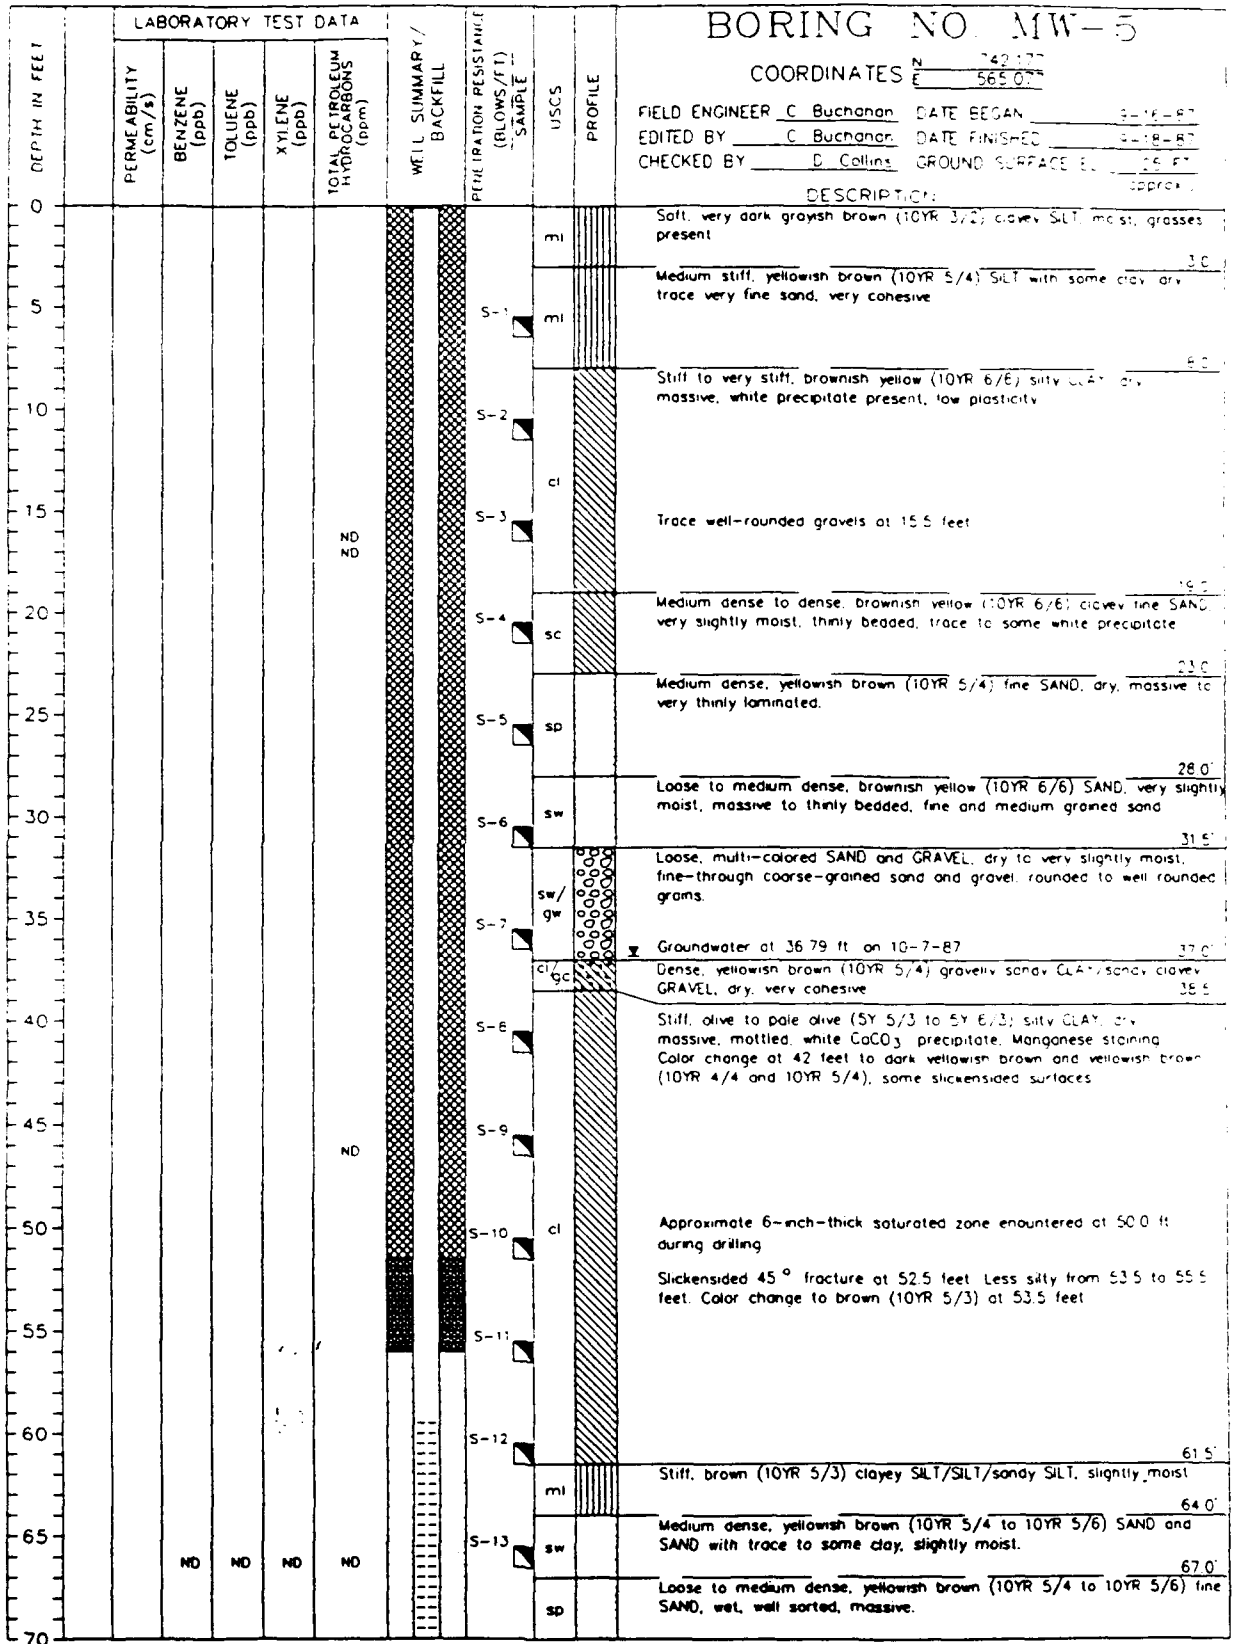 BORING NO. MW-5
COORDINATES N
E
FIELD ENGINEER C Buchanan DATE BEGAN 9-16-87
EDITED BY C Buchanan DATE FINISHED 9-18-87
CHECKED BY D Collins GROUND SURFACE EL
approx.
LABORATORY TEST DATA
DEPTH IN FEET
PERMEABILITY (cm/s)
BENZENE (ppb)
TOLUENE (ppb)
XYLENE (ppb)
TOTAL PETROLEUM HYDROCARBONS (ppm)
WELL SUMMARY/ BACKFILL
PENETRATION RESISTANCE (BLOWS/FT)
SAMPLE
USCS
PROFILE
DESCRIPTION
0
Soft, very dark grayish brown (10YR 3/2) clayey SILT, moist, grasses
ml
present
3.0
Medium stiff, yellowish brown (10YR 5/4) SILT with some clay, dry
trace very fine sand, very cohesive
5
S-1
ml
8.0
Stiff to very stiff, brownish yellow (10YR 6/6) silty CLAY, dry
massive, white precipitate present, low plasticity
10
S-2
cl
15
S-3
Trace well-rounded gravels at 15.5 feet
ND
ND
19.0
Medium dense to dense, brownish yellow (10YR 6/6) clayey fine SAND,
very slightly moist, thinly bedded, trace to some white precipitate
20
S-4
sc
23.0
Medium dense, yellowish brown (10YR 5/4) fine SAND, dry, massive to
very thinly laminated.
25
S-5
sp
28.0'
Loose to medium dense, brownish yellow (10YR 6/6) SAND, very slightly
moist, massive to thinly bedded, fine and medium grained sand
30
S-6
sw
31.5'
Loose, multi-colored SAND and GRAVEL, dry to very slightly moist,
fine-through coarse-grained sand and gravel, rounded to well rounded
grains.
sw/
gw
35
S-7
Groundwater at 36.79 ft on 10-7-87
37.0'
cl/
gc
Dense, yellowish brown (10YR 5/4) gravelly sandy CLAY/sandy clayey
GRAVEL, dry, very cohesive
38.5
40
S-8
Stiff, olive to pale olive (5Y 5/3 to 5Y 6/3) silty CLAY, dry
massive, mottled, white CaCO3 precipitate, Manganese staining
Color change at 42 feet to dark yellowish brown and yellowish brown
(10YR 4/4 and 10YR 5/4), some slickensided surfaces
45
S-9
ND
50
S-10
cl
Approximate 6-inch-thick saturated zone enountered at 50.0 ft
during drilling
Slickensided 45° fracture at 52.5 feet Less silty from 53.5 to 55.5
feet. Color change to brown (10YR 5/3) at 53.5 feet
55
S-11
60
S-12
61.5'
Stiff, brown (10YR 5/3) clayey SILT/SILT/sandy SILT, slightly moist
ml
64.0'
Medium dense, yellowish brown (10YR 5/4 to 10YR 5/6) SAND and
SAND with trace to some clay, slightly moist.
65
S-13
sw
ND ND ND ND
67.0'
Loose to medium dense, yellowish brown (10YR 5/4 to 10YR 5/6) fine
SAND, wet, well sorted, massive.
sp
70